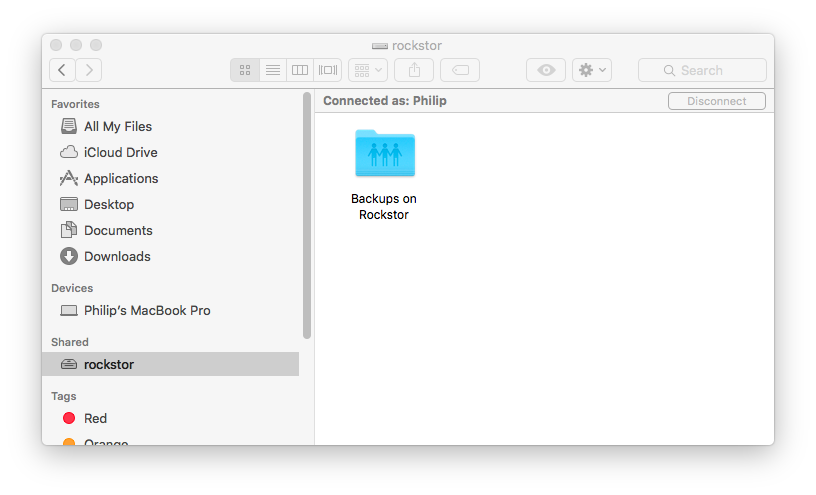 rockstor
Search
Favorites
All My Files
iCloud Drive
Applications
Desktop
Documents
Downloads
Devices
Philip’s MacBook Pro
Shared
rockstor
Tags
Red
Orange
Connected as: Philip
Disconnect
Backups on
Rockstor